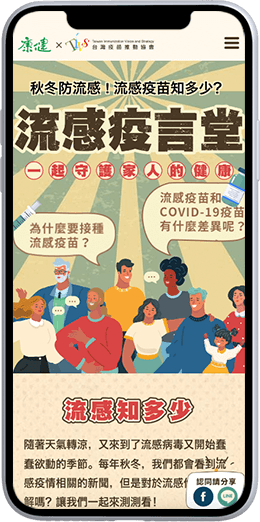 康健 × VIS
台灣疫苗推動協會
秋冬防流感！流感疫苗知多少?
流感疫言堂
一起守護家人的健康
流感疫苗和
COVID-19疫苗
有什麼差異呢？
為什麼要接種
流感疫苗？
流感知多少
隨著天氣轉涼，又來到了流感病毒又開始蠢
蠢欲動的季節。每年秋冬，我們都會看到流
感疫情相關的新聞，但是對於流感
解嗎？讓我們一起來測測看！
認同請分享
f
LINE